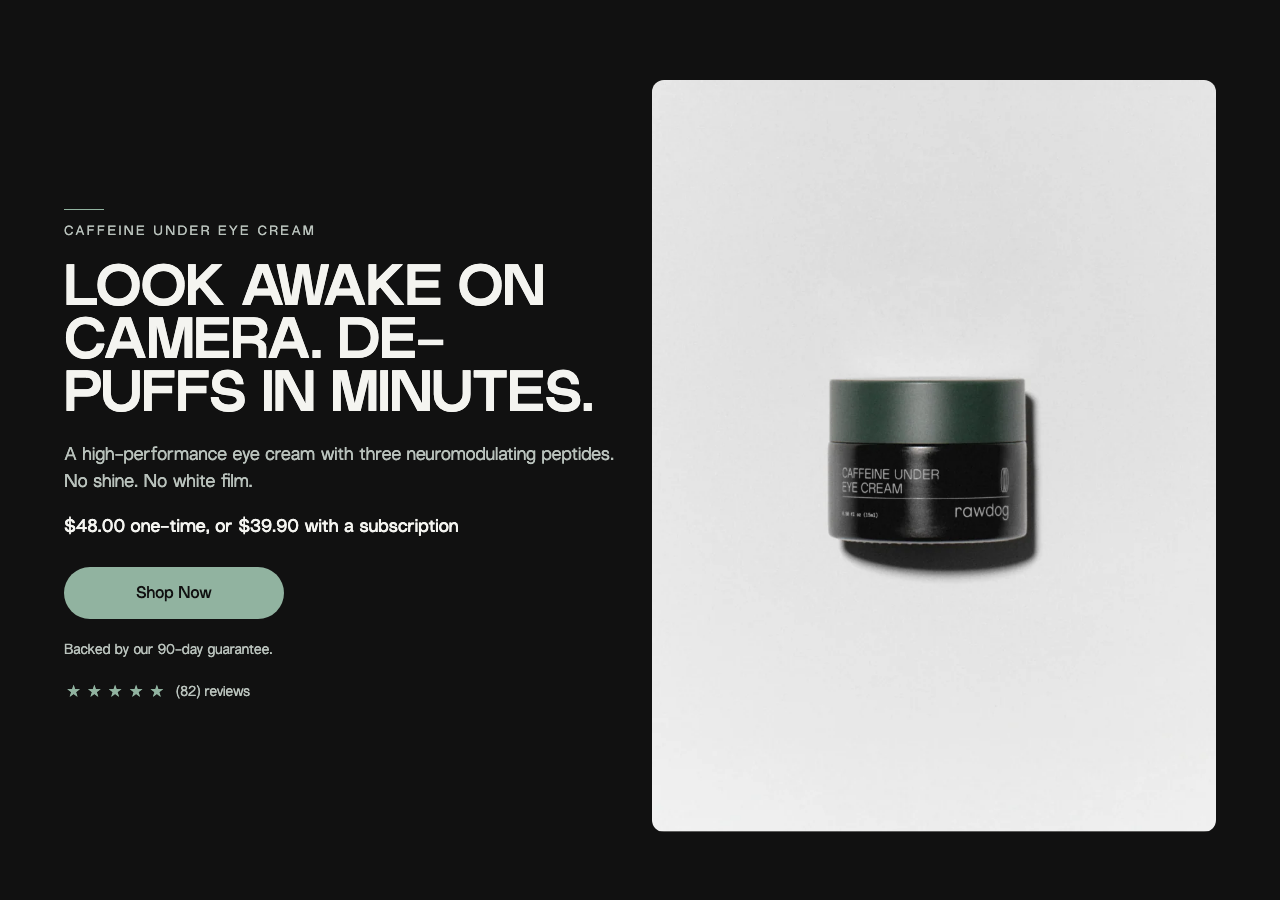 CAFFEINE UNDER EYE CREAM
LOOK AWAKE ON
CAMERA. DE-
PUFFS IN MINUTES.
A high-performance eye cream with three neuromodulating peptides.
No shine. No white film.
$48.00 one-time, or $39.90 with a subscription
Shop Now
Backed by our 90-day guarantee.
★ ★ ★ ★ ★ (82) reviews
CAFFEINE UNDER
EYE CREAM
rawdog